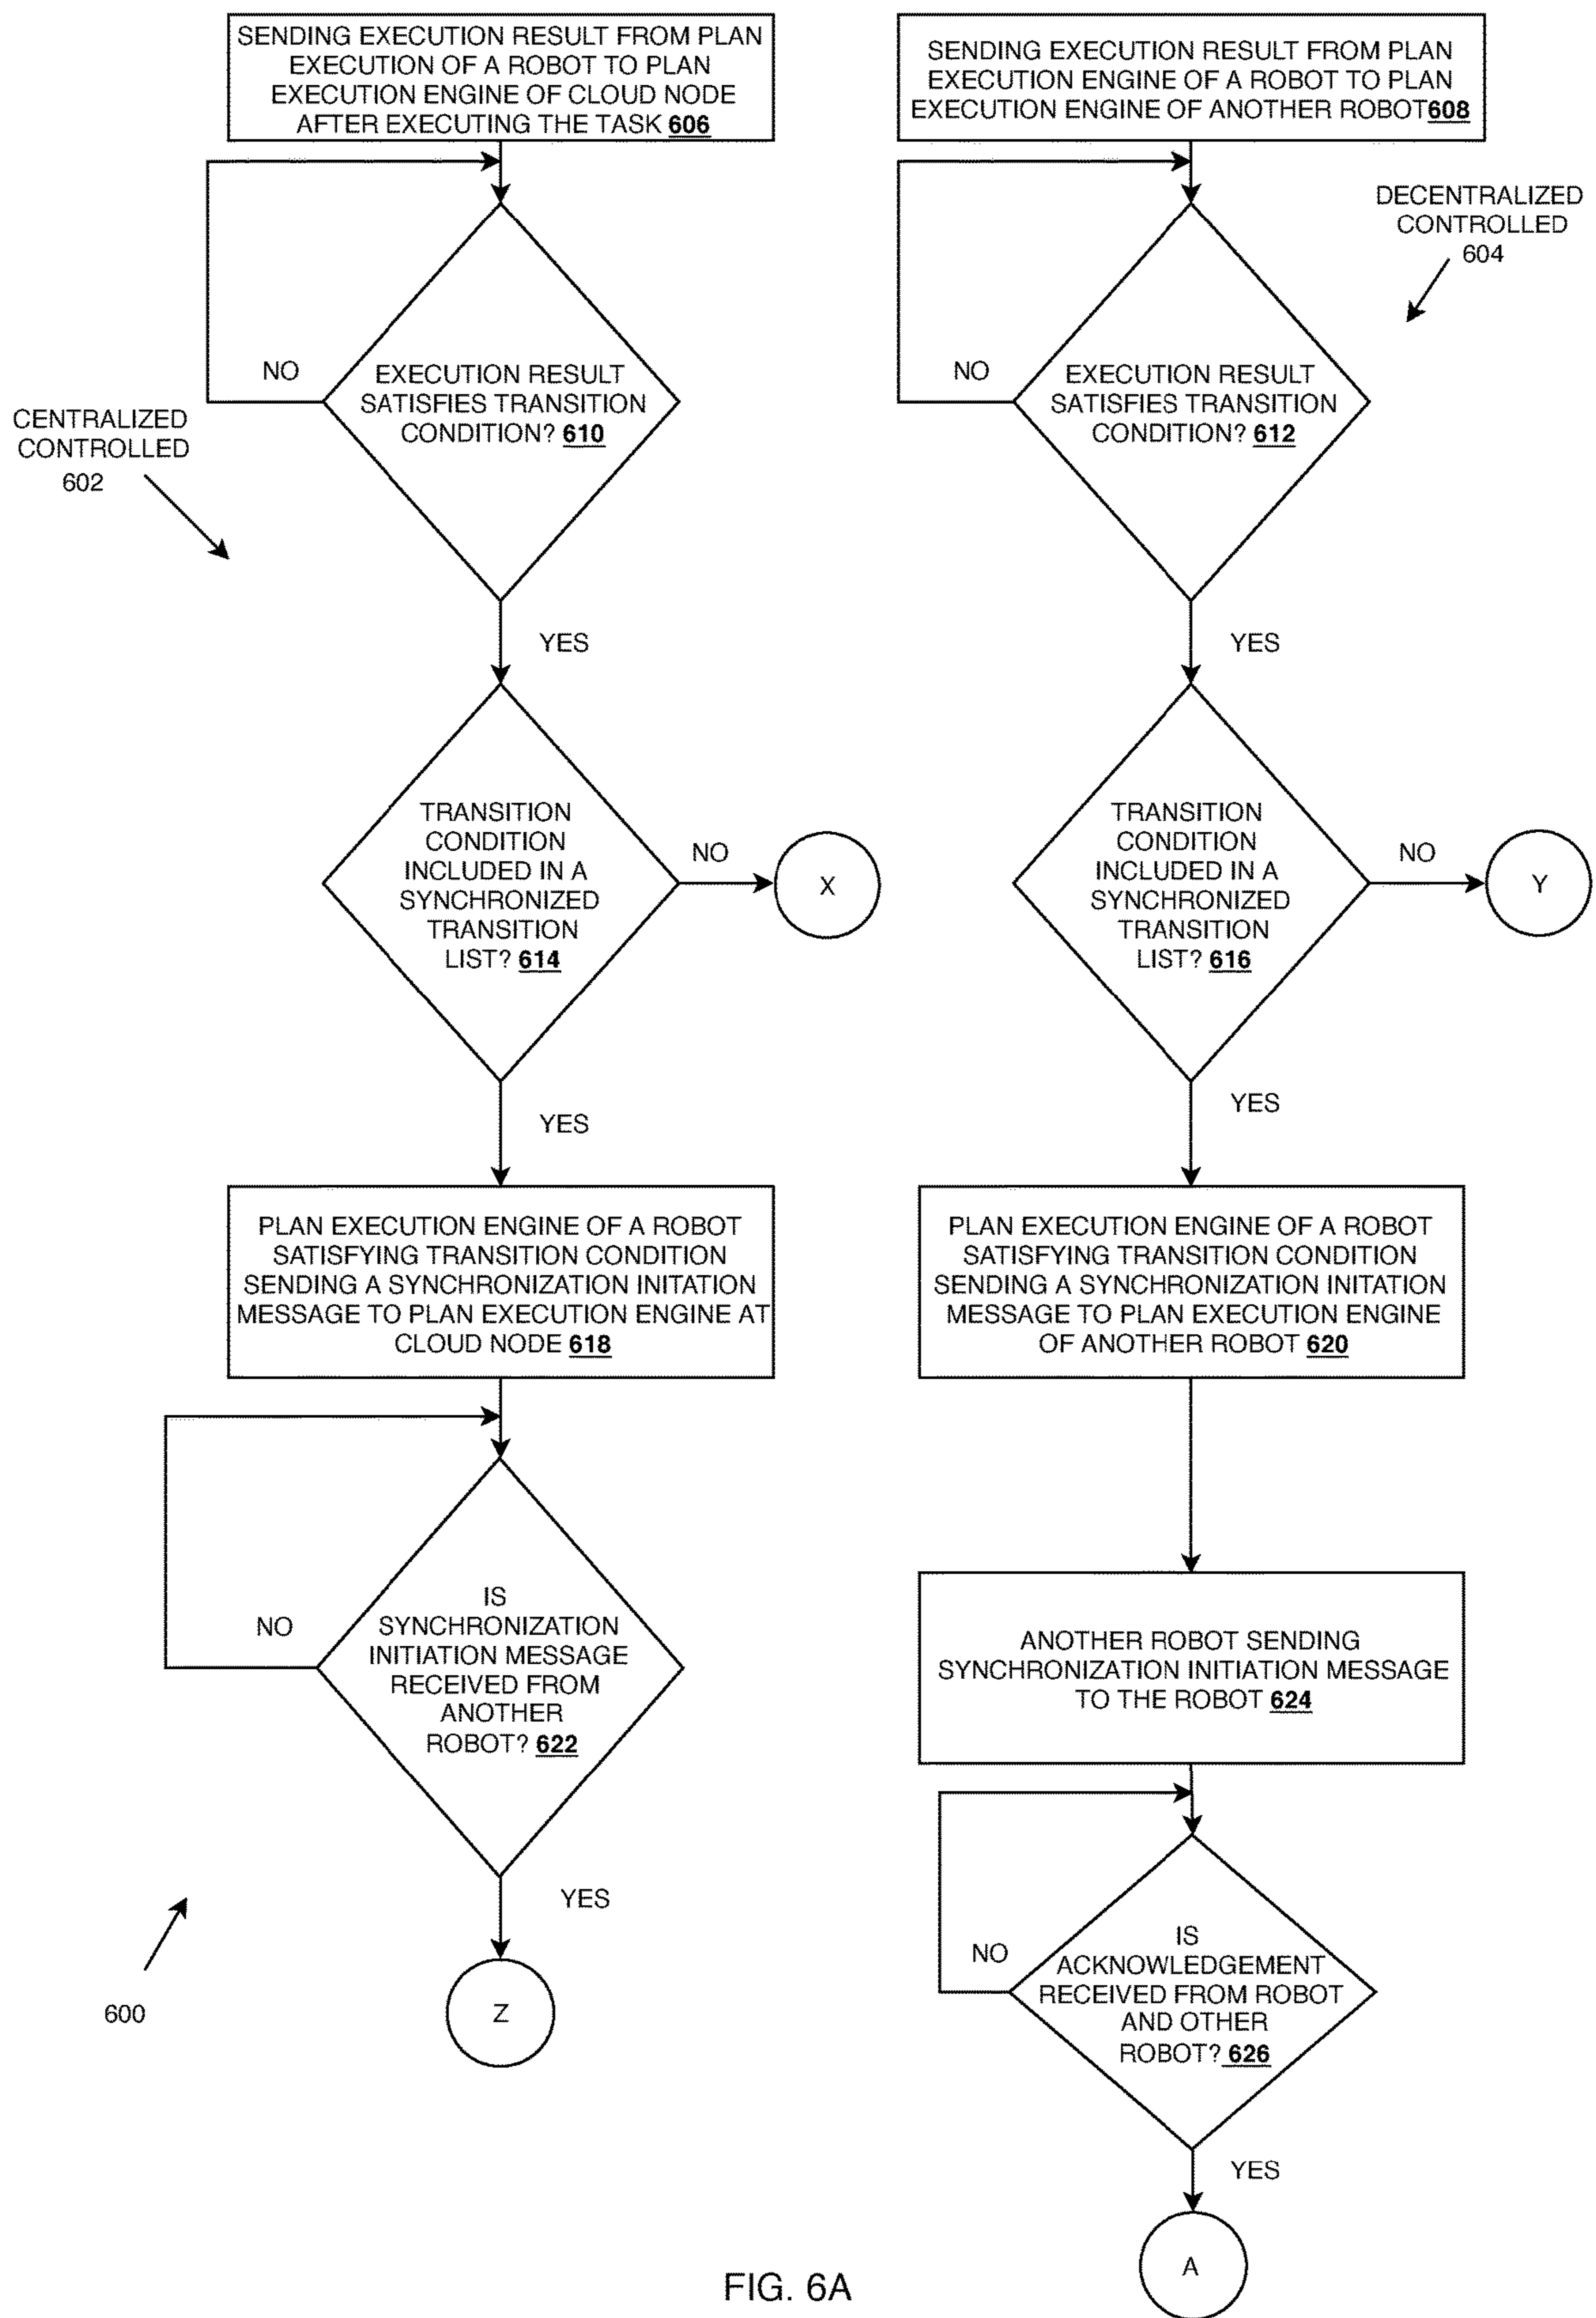 SENDING EXECUTION RESULT FROM PLAN
EXECUTION OF A ROBOT TO PLAN
EXECUTION ENGINE OF CLOUD NODE
AFTER EXECUTING THE TASK 606
NO
EXECUTION RESULT
SATISFIES TRANSITION
CONDITION? 610
CENTRALIZED
CONTROLLED
602
YES
TRANSITION
CONDITION
INCLUDED IN A
SYNCHRONIZED
TRANSITION
LIST? 614
NO
X
YES
PLAN EXECUTION ENGINE OF A ROBOT
SATISFYING TRANSITION CONDITION
SENDING A SYNCHRONIZATION INITATION
MESSAGE TO PLAN EXECUTION ENGINE AT
CLOUD NODE 618
NO
IS
SYNCHRONIZATION
INITIATION MESSAGE
RECEIVED FROM
ANOTHER
ROBOT? 622
YES
Z
600
SENDING EXECUTION RESULT FROM PLAN
EXECUTION ENGINE OF A ROBOT TO PLAN
EXECUTION ENGINE OF ANOTHER ROBOT608
DECENTRALIZED
CONTROLLED
604
NO
EXECUTION RESULT
SATISFIES TRANSITION
CONDITION? 612
YES
TRANSITION
CONDITION
INCLUDED IN A
SYNCHRONIZED
TRANSITION
LIST? 616
NO
Y
YES
PLAN EXECUTION ENGINE OF A ROBOT
SATISFYING TRANSITION CONDITION
SENDING A SYNCHRONIZATION INITATION
MESSAGE TO PLAN EXECUTION ENGINE
OF ANOTHER ROBOT 620
ANOTHER ROBOT SENDING
SYNCHRONIZATION INITIATION MESSAGE
TO THE ROBOT 624
NO
IS
ACKNOWLEDGEMENT
RECEIVED FROM ROBOT
AND OTHER
ROBOT? 626
YES
A
FIG. 6A